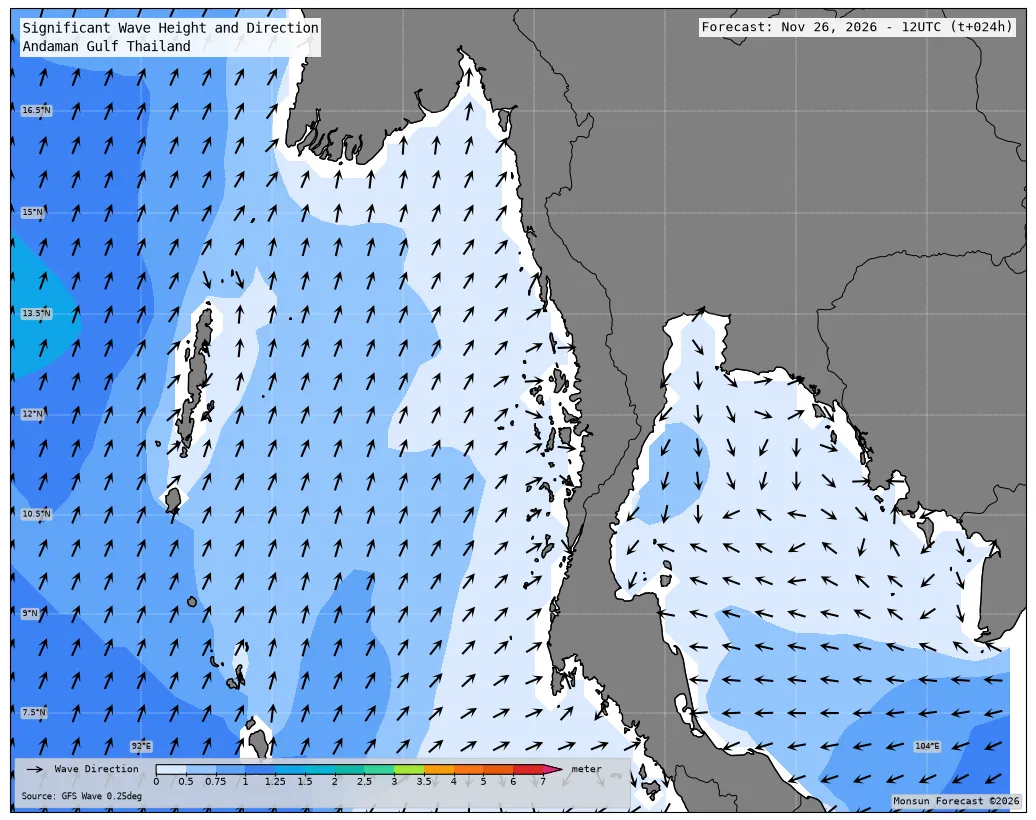 Significant Wave Height and Direction
Andaman Gulf Thailand
Forecast: Nov 26, 2026 - 12UTC (t+024h)
16.5°N
15°N
13.5°N
12°N
10.5°N
9°N
7.5°N
92°E
104°E
Wave Direction
meter
0 0.5 0.75 1 1.25 1.5 2 2.5 3 3.5 4 5 6 7
Source: GFS Wave 0.25deg
Monsun Forecast ©2026